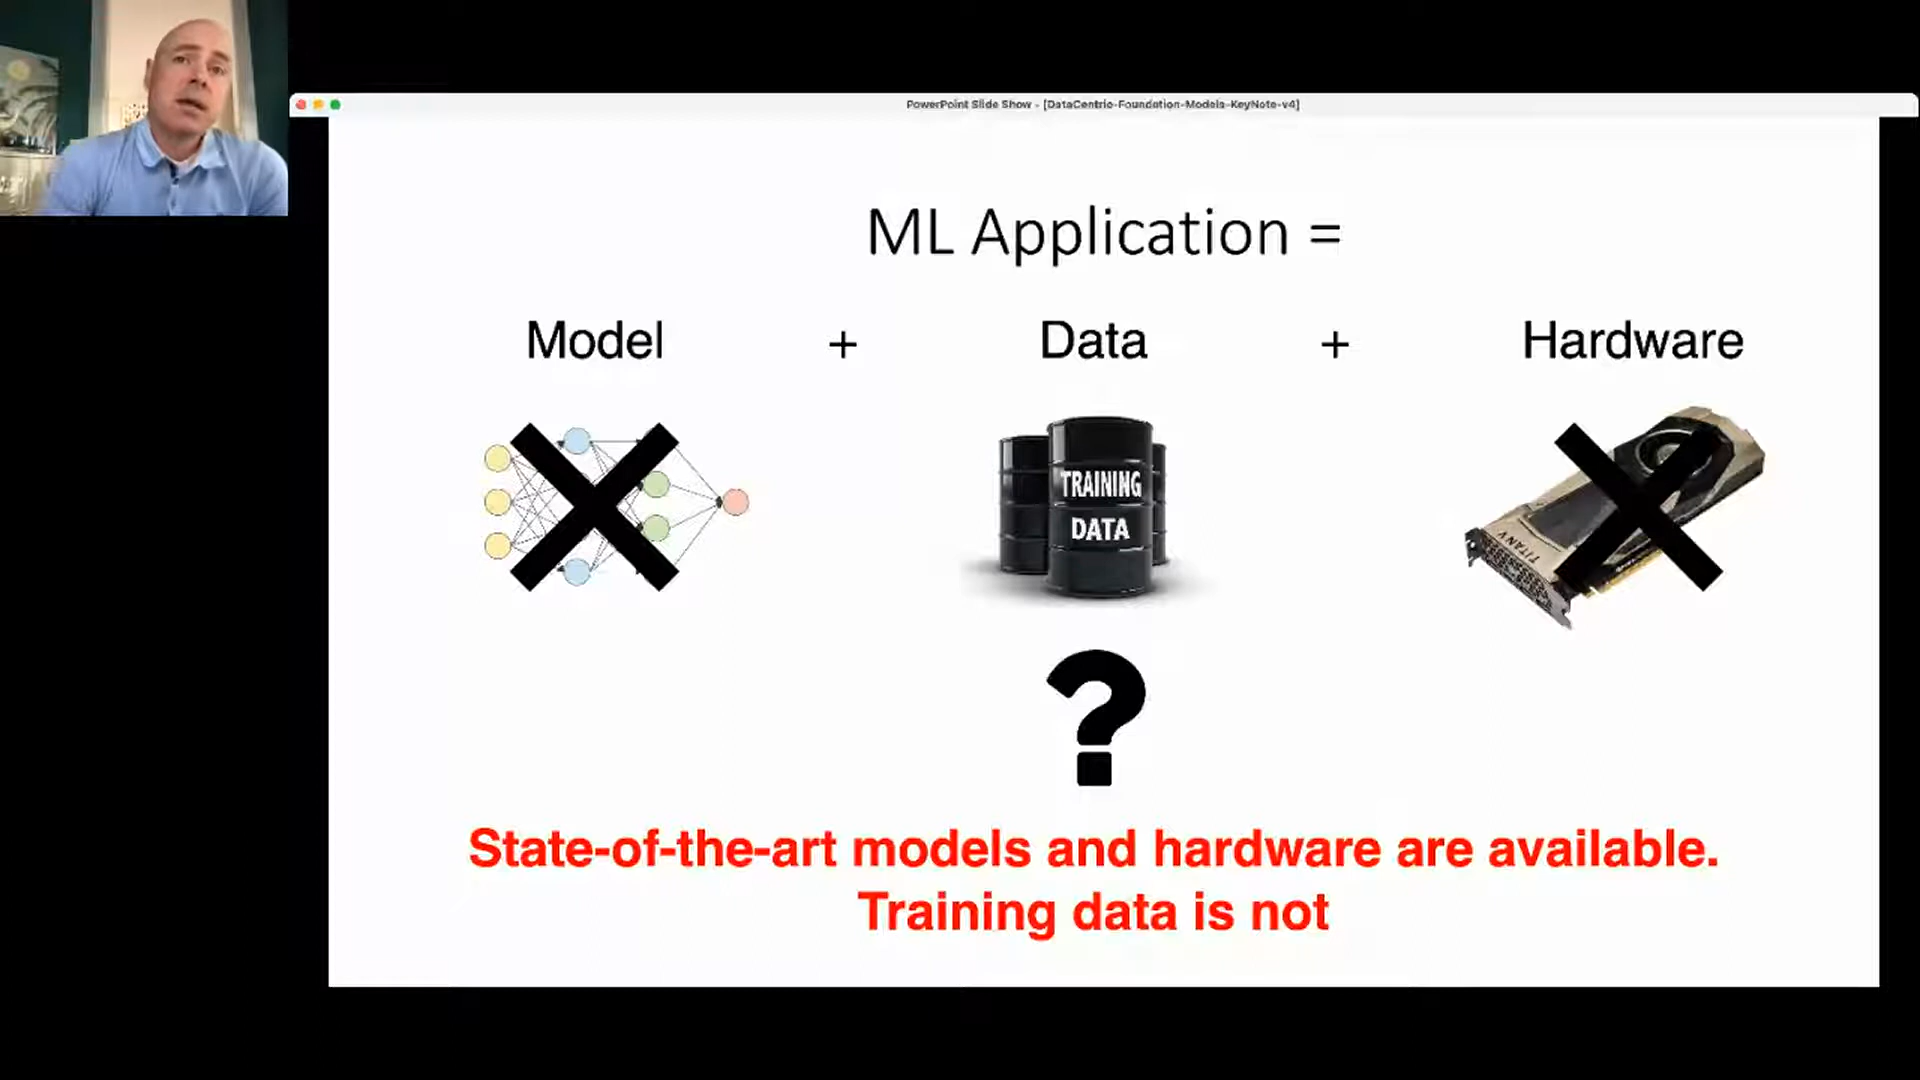 PowerPoint Slide Show - [DataCentric-Foundation-Models-KeyNote-v4]
ML Application =
Model + Data + Hardware
TRAINING
DATA
TITAN V
?
State-of-the-art models and hardware are available.
Training data is not